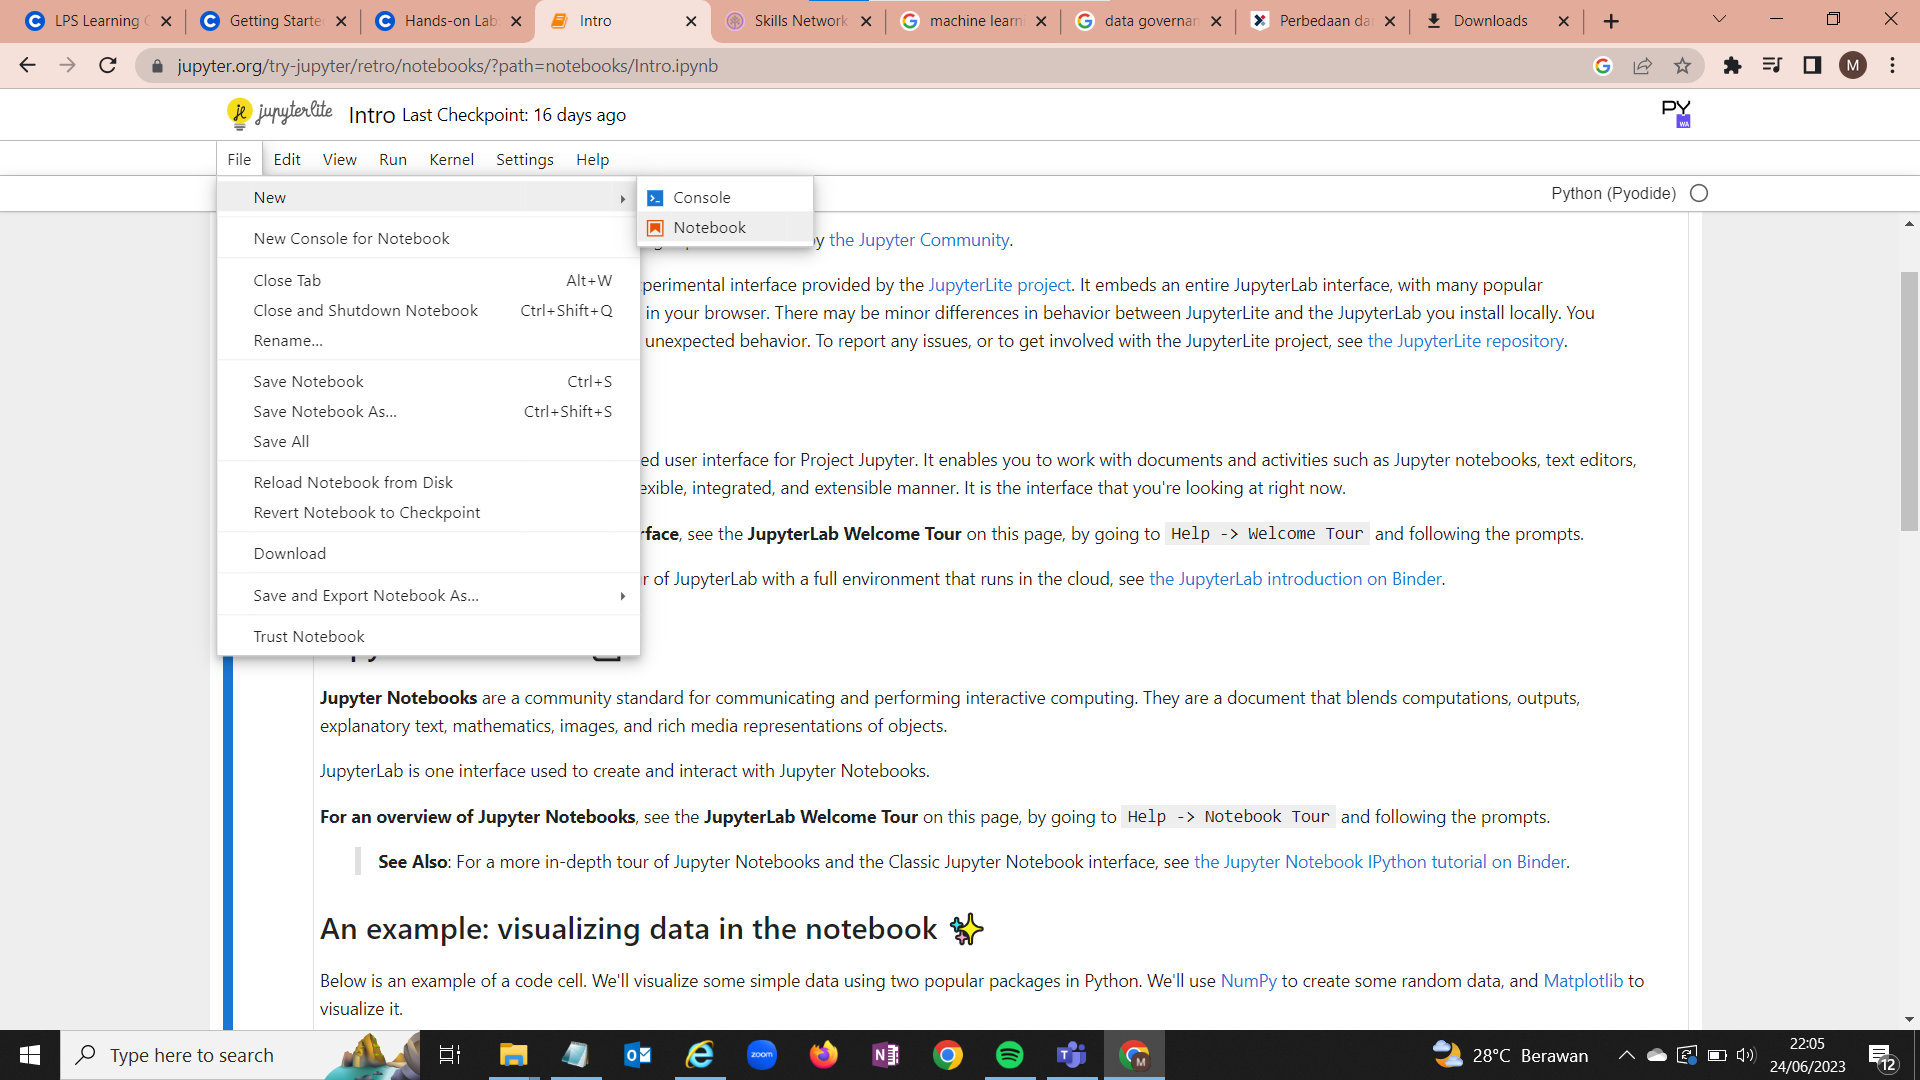 LPS Learning
Getting Starte
Hands-on Lab
Intro
Skills Network
machine learn
data governan
Perbedaan da
Downloads
jupyter.org/try-jupyter/retro/notebooks/?path=notebooks/Intro.ipynb
M
jupyterlite Intro Last Checkpoint: 16 days ago
PY
WA
File Edit View Run Kernel Settings Help
New
Console
Notebook
Python (Pyodide)
New Console for Notebook
Close Tab Alt+W
Close and Shutdown Notebook Ctrl+Shift+Q
Rename...
Save Notebook Ctrl+S
Save Notebook As... Ctrl+Shift+S
Save All
Reload Notebook from Disk
Revert Notebook to Checkpoint
Download
Save and Export Notebook As...
Trust Notebook
y the Jupyter Community.
perimental interface provided by the JupyterLite project. It embeds an entire JupyterLab interface, with many popular
in your browser. There may be minor differences in behavior between JupyterLite and the JupyterLab you install locally. You
unexpected behavior. To report any issues, or to get involved with the JupyterLite project, see the JupyterLite repository.
ed user interface for Project Jupyter. It enables you to work with documents and activities such as Jupyter notebooks, text editors,
exible, integrated, and extensible manner. It is the interface that you're looking at right now.
rface, see the JupyterLab Welcome Tour on this page, by going to Help -> Welcome Tour and following the prompts.
r of JupyterLab with a full environment that runs in the cloud, see the JupyterLab introduction on Binder.
Jupyter Notebooks are a community standard for communicating and performing interactive computing. They are a document that blends computations, outputs,
explanatory text, mathematics, images, and rich media representations of objects.
JupyterLab is one interface used to create and interact with Jupyter Notebooks.
For an overview of Jupyter Notebooks, see the JupyterLab Welcome Tour on this page, by going to Help -> Notebook Tour and following the prompts.
See Also: For a more in-depth tour of Jupyter Notebooks and the Classic Jupyter Notebook interface, see the Jupyter Notebook IPython tutorial on Binder.
An example: visualizing data in the notebook
Below is an example of a code cell. We'll visualize some simple data using two popular packages in Python. We'll use NumPy to create some random data, and Matplotlib to
visualize it.
Type here to search
zoom
28°C Berawan
22:05
24/06/2023
12